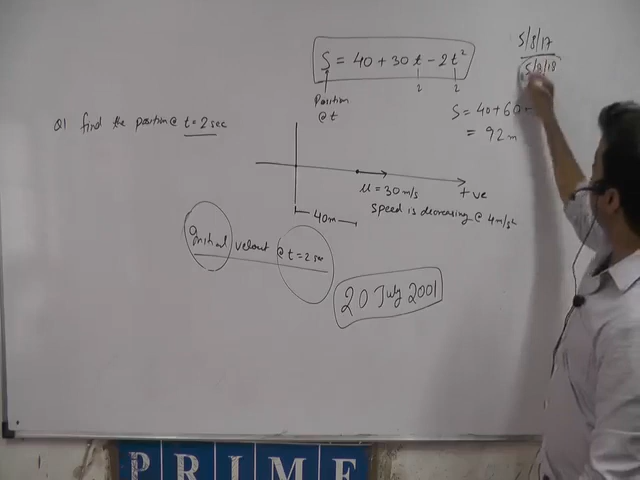 S = 40 + 30t - 2t²
Position
@ t
2 2
5/8/17
5/8/18
S = 40 + 60
= 92 m
Q1 find the position @ t = 2 sec
+ve
u = 30 m/s
speed is decreasing @ 4 m/s²
40m
Initial velocity @ t = 2 sec
20 July 2001
PRIME